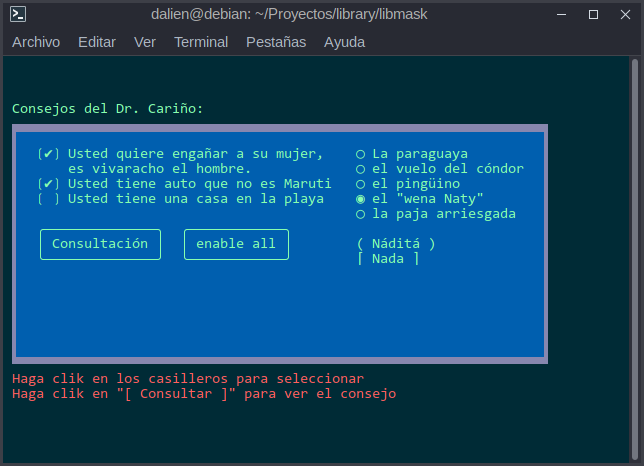 dalien@debian: ~/Proyectos/library/libmask
Archivo Editar Ver Terminal Pestañas Ayuda
Consejos del Dr. Cariño:
[✔] Usted quiere engañar a su mujer,
es vivaracho el hombre.
[✔] Usted tiene auto que no es Maruti
[ ] Usted tiene una casa en la playa
○ La paraguaya
○ el vuelo del cóndor
○ el pingüino
◉ el "wena Naty"
○ la paja arriesgada
Consultación enable all
( Náditá )
⌈ Nada ⌋
Haga clik en los casilleros para seleccionar
Haga clik en "[ Consultar ]" para ver el consejo